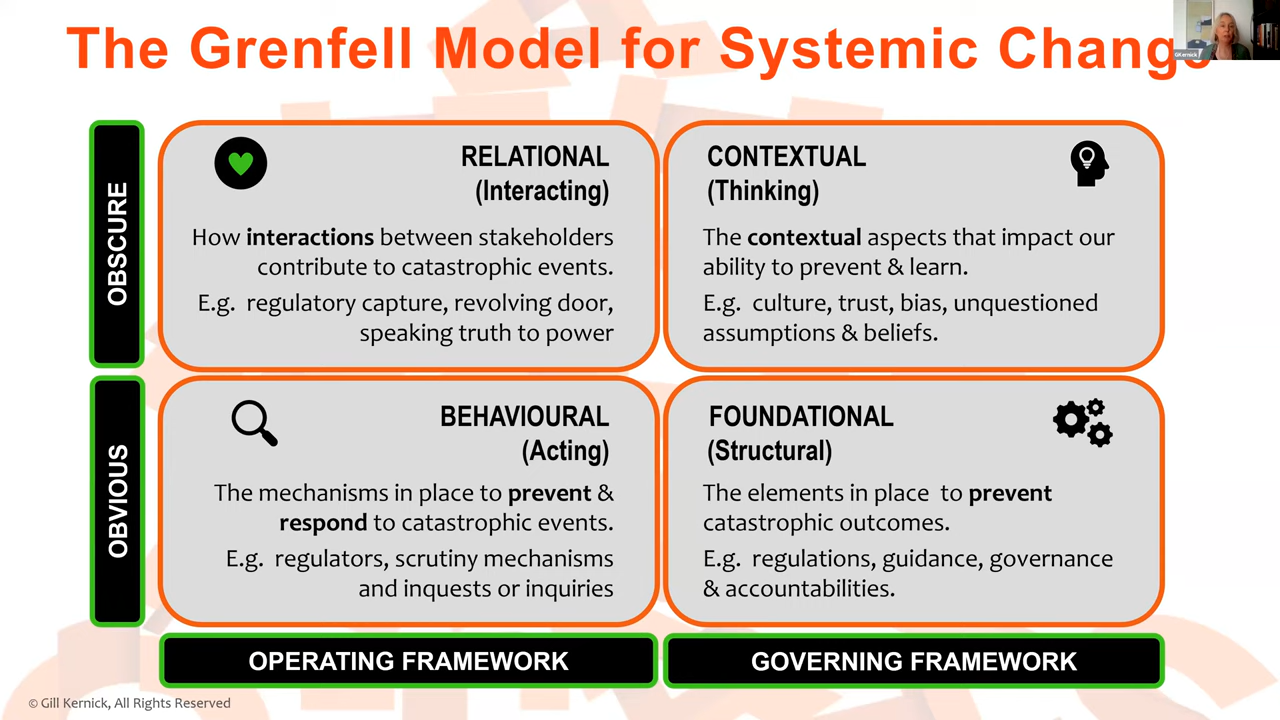 The Grenfell Model for Systemic Change
Gill Kernick
OBSCURE
RELATIONAL
(Interacting)
How interactions between stakeholders
contribute to catastrophic events.
E.g. regulatory capture, revolving door,
speaking truth to power
CONTEXTUAL
(Thinking)
The contextual aspects that impact our
ability to prevent & learn.
E.g. culture, trust, bias, unquestioned
assumptions & beliefs.
OBVIOUS
BEHAVIOURAL
(Acting)
The mechanisms in place to prevent &
respond to catastrophic events.
E.g. regulators, scrutiny mechanisms
and inquests or inquiries
FOUNDATIONAL
(Structural)
The elements in place to prevent
catastrophic outcomes.
E.g. regulations, guidance, governance
& accountabilities.
OPERATING FRAMEWORK
GOVERNING FRAMEWORK
© Gill Kernick, All Rights Reserved